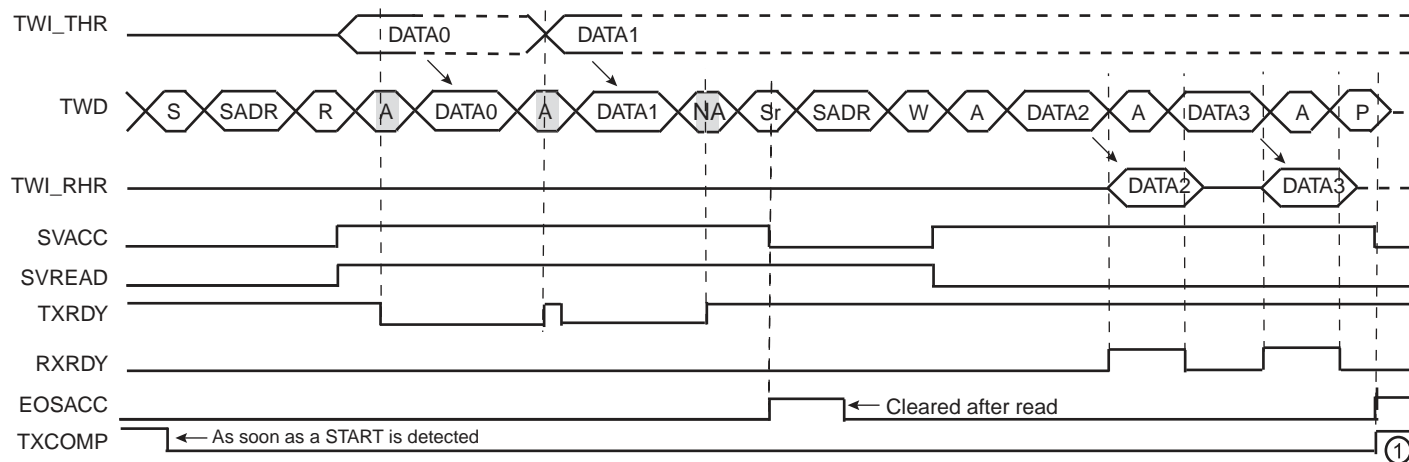 TWI_THR DATA0 DATA1
TWD S SADR R A DATA0 A DATA1 NA Sr SADR W A DATA2 A DATA3 A P
TWI_RHR DATA2 DATA3
SVACC
SVREAD
TXRDY
RXRDY
EOSACC Cleared after read
TXCOMP As soon as a START is detected 1